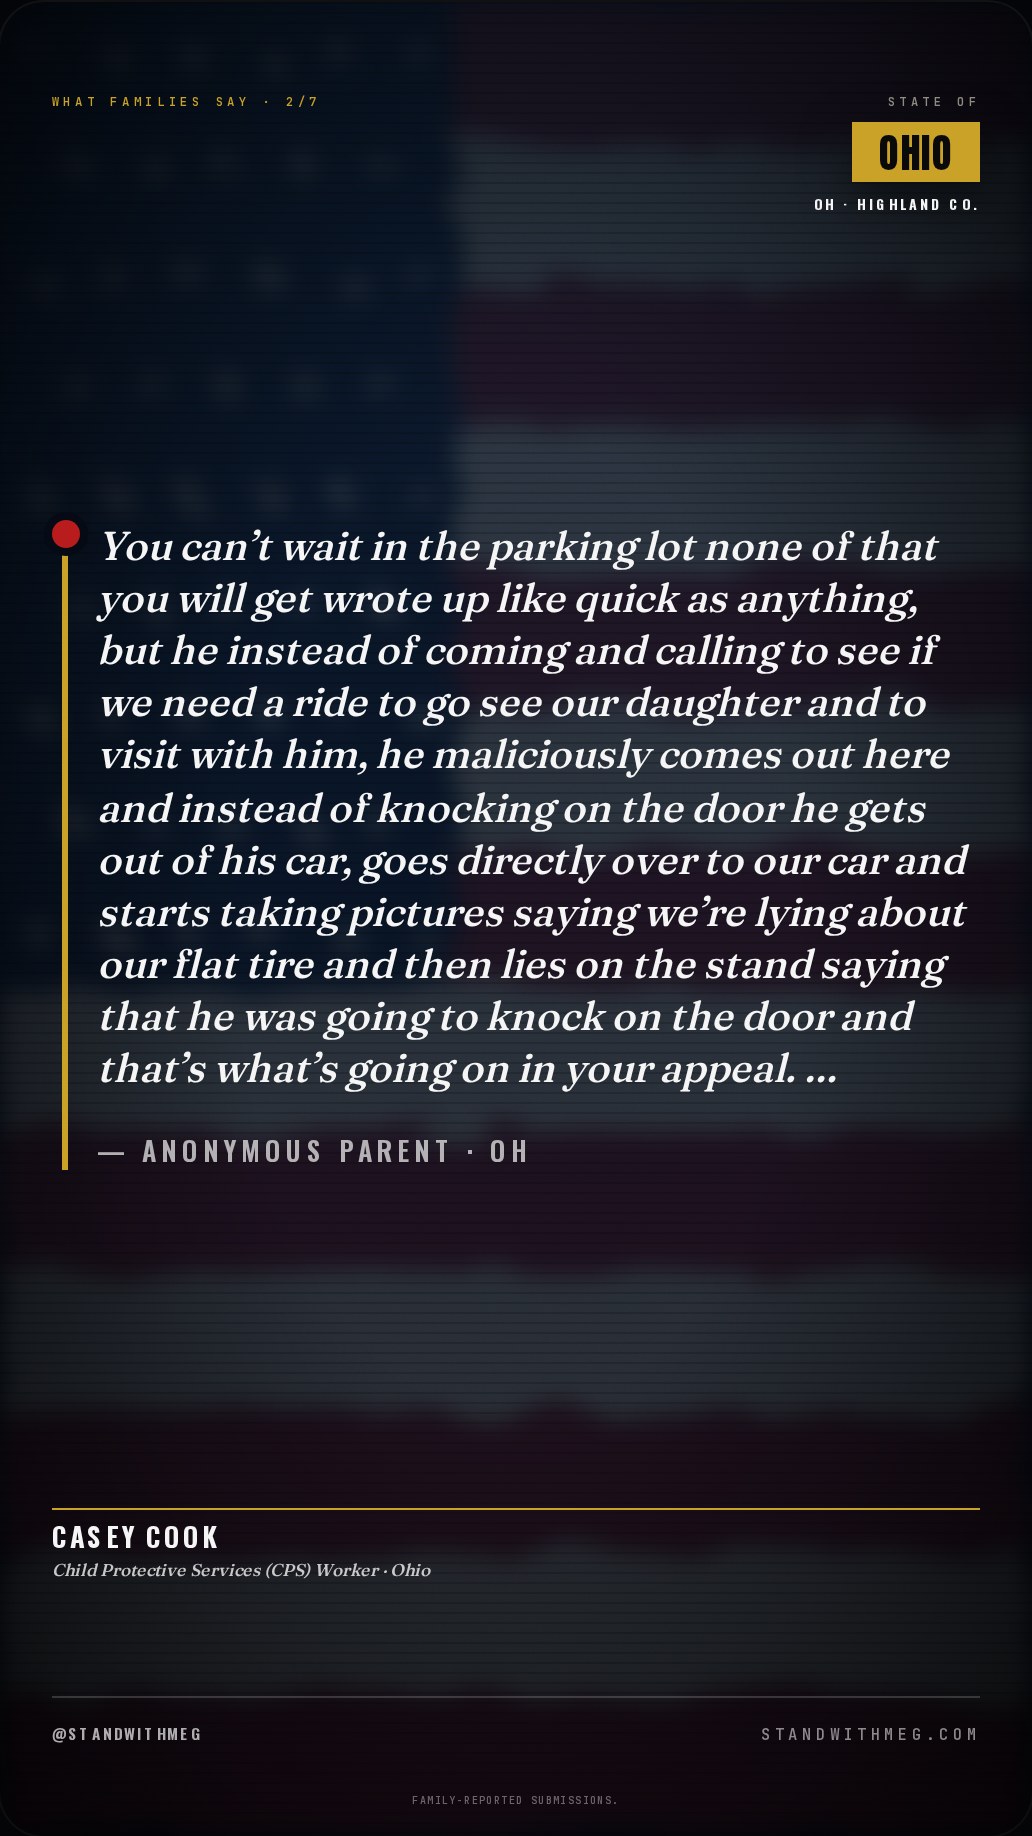 WHAT FAMILIES SAY · 2/7
STATE OF
OHIO
OH · HIGHLAND CO.
You can’t wait in the parking lot none of that
you will get wrote up like quick as anything,
but he instead of coming and calling to see if
we need a ride to go see our daughter and to
visit with him, he maliciously comes out here
and instead of knocking on the door he gets
out of his car, goes directly over to our car and
starts taking pictures saying we’re lying about
our flat tire and then lies on the stand saying
that he was going to knock on the door and
that’s what’s going on in your appeal. ...
— ANONYMOUS PARENT · OH
CASEY COOK
Child Protective Services (CPS) Worker · Ohio
@STANDWITHMEG
STANDWITHMEG.COM
FAMILY-REPORTED SUBMISSIONS.